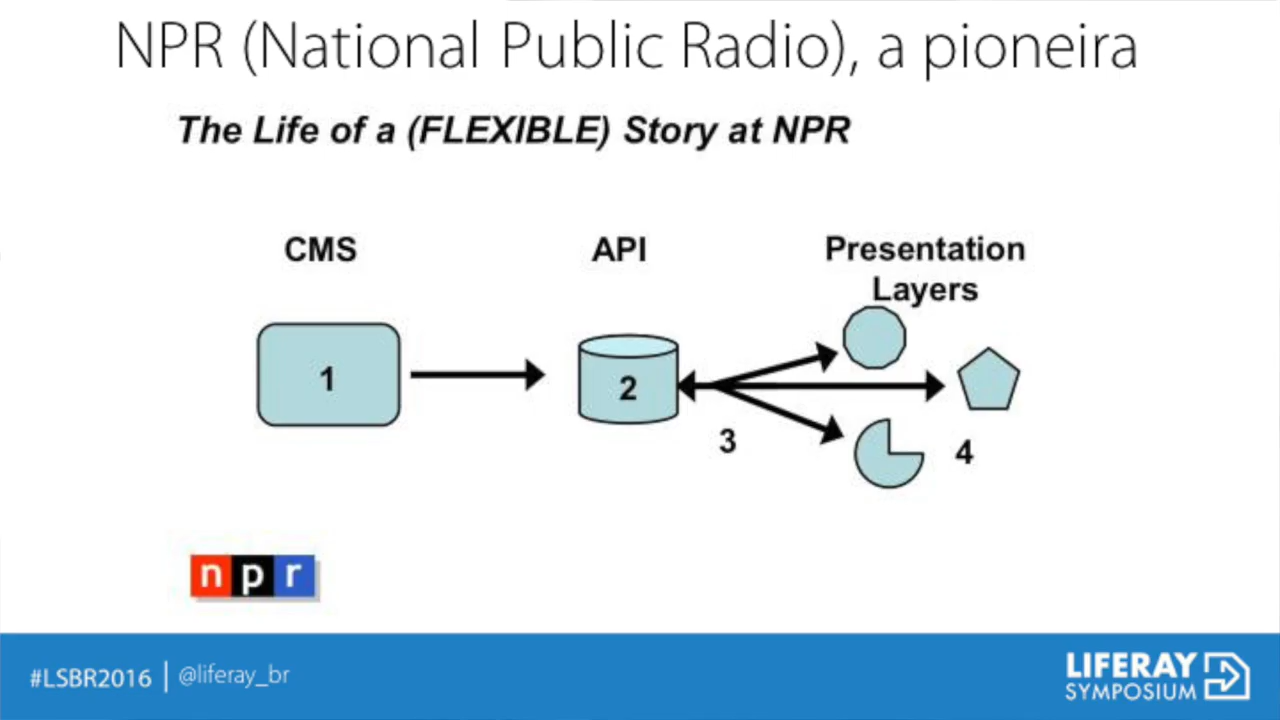 NPR (National Public Radio), a pioneira
The Life of a (FLEXIBLE) Story at NPR
CMS
API
Presentation
Layers
1
2
3
4
npr
#LSBR2016 | @liferay_br
LIFERAY
SYMPOSIUM